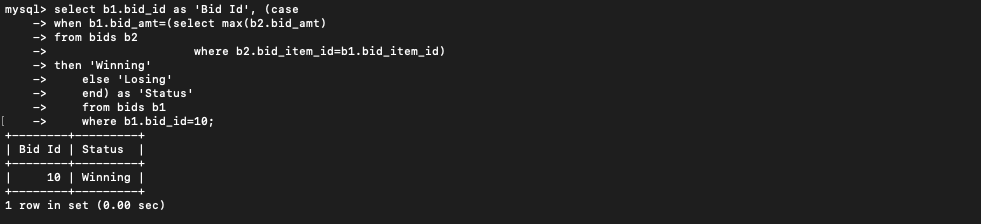 mysql> select b1.bid_id as 'Bid Id', (case
    -> when b1.bid_amt=(select max(b2.bid_amt)
    -> from bids b2
    ->                     where b2.bid_item_id=b1.bid_item_id)
    -> then 'Winning'
    ->     else 'Losing'
    ->     end) as 'Status'
    ->     from bids b1
[   ->     where b1.bid_id=10;
+--------+---------+
| Bid Id | Status  |
+--------+---------+
|     10 | Winning |
+--------+---------+
1 row in set (0.00 sec)